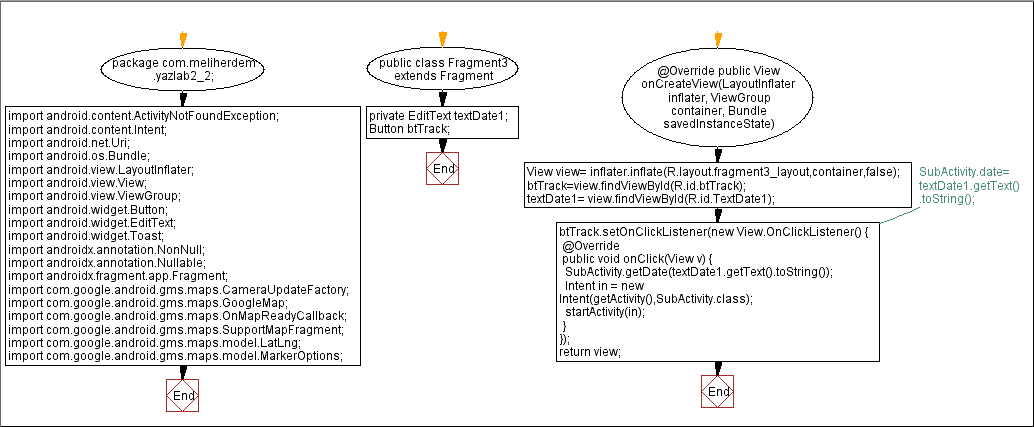 package com.meliherdem
.yazlab2_2;
import android.content.ActivityNotFoundException;
import android.content.Intent;
import android.net.Uri;
import android.os.Bundle;
import android.view.LayoutInflater;
import android.view.View;
import android.view.ViewGroup;
import android.widget.Button;
import android.widget.EditText;
import android.widget.Toast;
import androidx.annotation.NonNull;
import androidx.annotation.Nullable;
import androidx.fragment.app.Fragment;
import com.google.android.gms.maps.CameraUpdateFactory;
import com.google.android.gms.maps.GoogleMap;
import com.google.android.gms.maps.OnMapReadyCallback;
import com.google.android.gms.maps.SupportMapFragment;
import com.google.android.gms.maps.model.LatLng;
import com.google.android.gms.maps.model.MarkerOptions;
End
public class Fragment3
extends Fragment
private EditText textDate1;
Button btTrack;
End
@Override public View
onCreateView(LayoutInflater
inflater, ViewGroup
container, Bundle
savedInstanceState)
View view= inflater.inflate(R.layout.fragment3_layout,container,false);
btTrack=view.findViewById(R.id.btTrack);
textDate1= view.findViewById(R.id.TextDate1);
SubActivity.date=
textDate1.getText()
.toString();
btTrack.setOnClickListener(new View.OnClickListener() {
@Override
public void onClick(View v) {
SubActivity.getDate(textDate1.getText().toString());
Intent in = new
Intent(getActivity(),SubActivity.class);
startActivity(in);
}
});
return view;
End